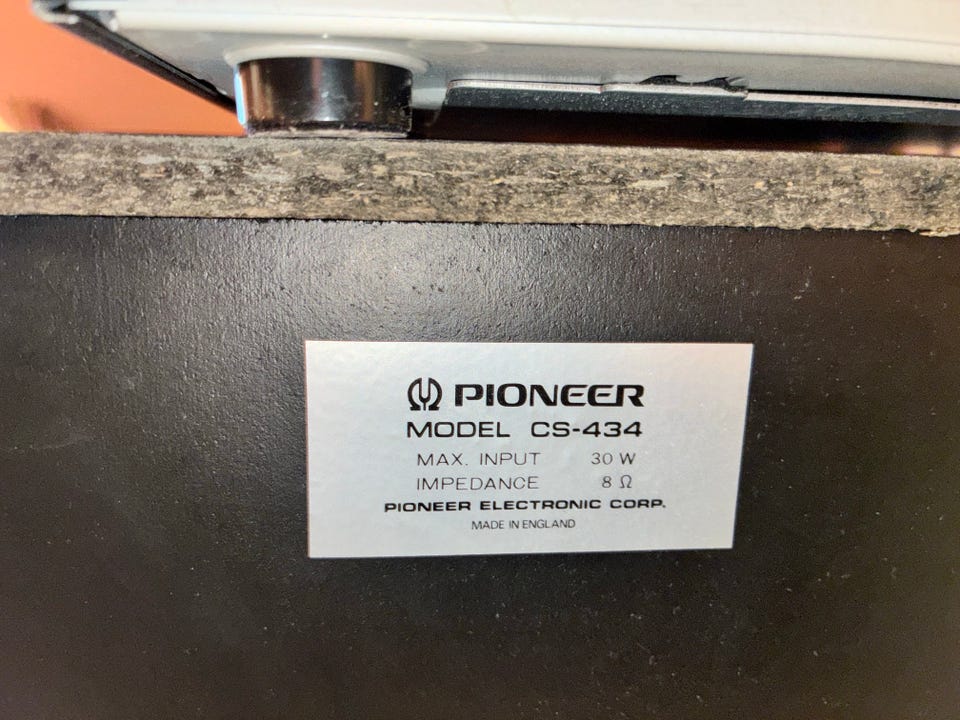 PIONEER
MODEL CS-434
MAX. INPUT 30 W
IMPEDANCE 8 Ω
PIONEER ELECTRONIC CORP.
MADE IN ENGLAND